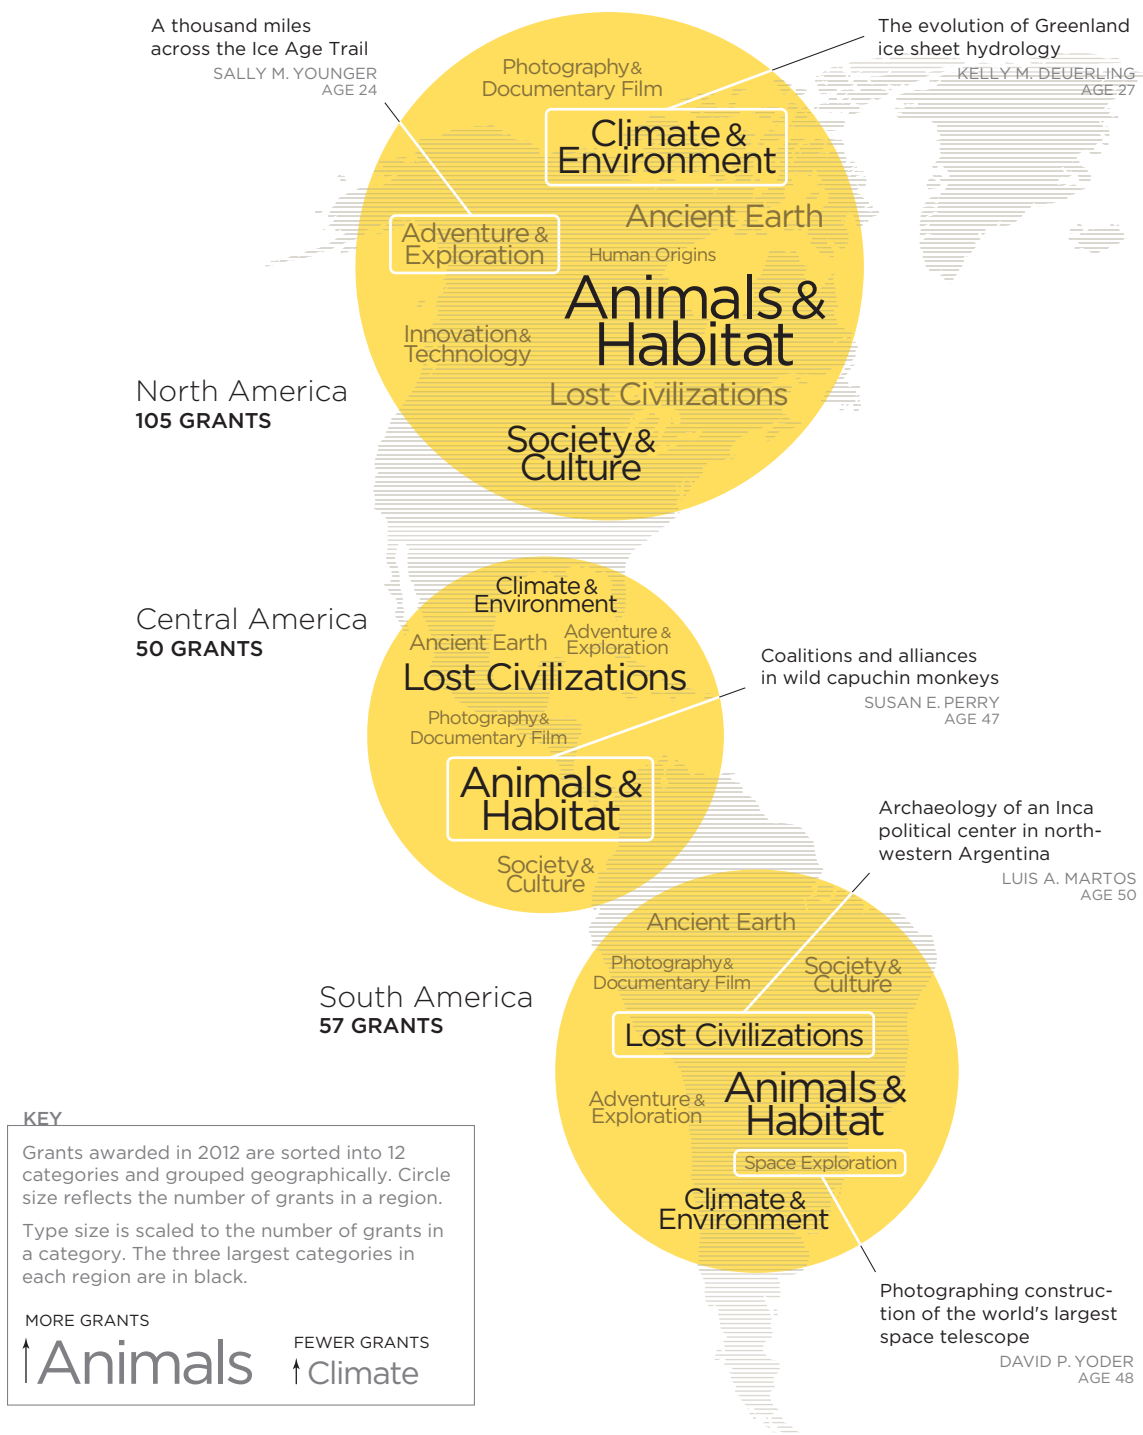 A thousand miles
across the Ice Age Trail
SALLY M. YOUNGER
AGE 24
The evolution of Greenland
ice sheet hydrology
KELLY M. DEUERLING
AGE 27
Photography &
Documentary Film
Climate &
Environment
Ancient Earth
Adventure &
Exploration
Human Origins
Animals &
Habitat
Innovation &
Technology
Lost Civilizations
Society &
Culture
North America
105 GRANTS
Climate &
Environment
Ancient Earth
Adventure &
Exploration
Lost Civilizations
Photography &
Documentary Film
Animals &
Habitat
Society &
Culture
Central America
50 GRANTS
Coalitions and alliances
in wild capuchin monkeys
SUSAN E. PERRY
AGE 47
Archaeology of an Inca
political center in north-
western Argentina
LUIS A. MARTOS
AGE 50
Ancient Earth
Photography &
Documentary Film
Society &
Culture
Lost Civilizations
Adventure &
Exploration
Animals &
Habitat
Space Exploration
Climate &
Environment
South America
57 GRANTS
Photographing construc-
tion of the world's largest
space telescope
DAVID P. YODER
AGE 48
KEY
Grants awarded in 2012 are sorted into 12
categories and grouped geographically. Circle
size reflects the number of grants in a region.
Type size is scaled to the number of grants in
a category. The three largest categories in
each region are in black.
MORE GRANTS
Animals
FEWER GRANTS
Climate